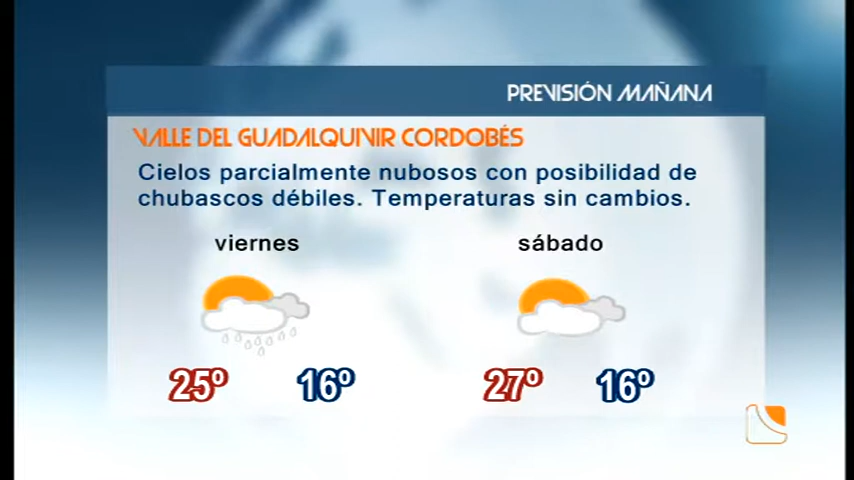 PREVISIÓN MAÑANA
VALLE DEL GUADALQUIVIR CORDOBÉS
Cielos parcialmente nubosos con posibilidad de
chubascos débiles. Temperaturas sin cambios.
viernes sábado
25º 16º 27º 16º